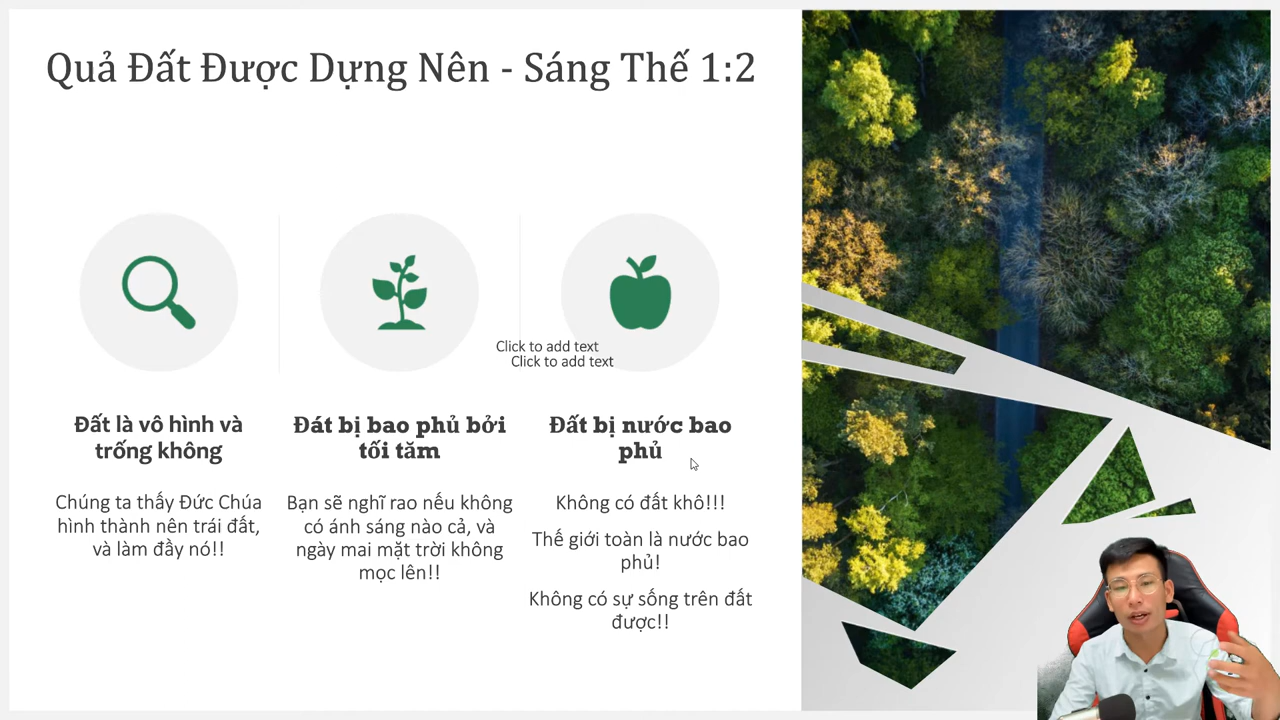 Quả Đất Được Dựng Nên - Sáng Thế 1:2
Click to add text
Click to add text
Đất là vô hình và
trống không
Chúng ta thấy Đức Chúa
hình thành nên trái đất,
và làm đầy nó!!
Đát bị bao phủ bởi
tối tăm
Bạn sẽ nghĩ rao nếu không
có ánh sáng nào cả, và
ngày mai mặt trời không
mọc lên!!
Đất bị nước bao
phủ
Không có đất khô!!!
Thế giới toàn là nước bao
phủ!
Không có sự sống trên đất
được!!